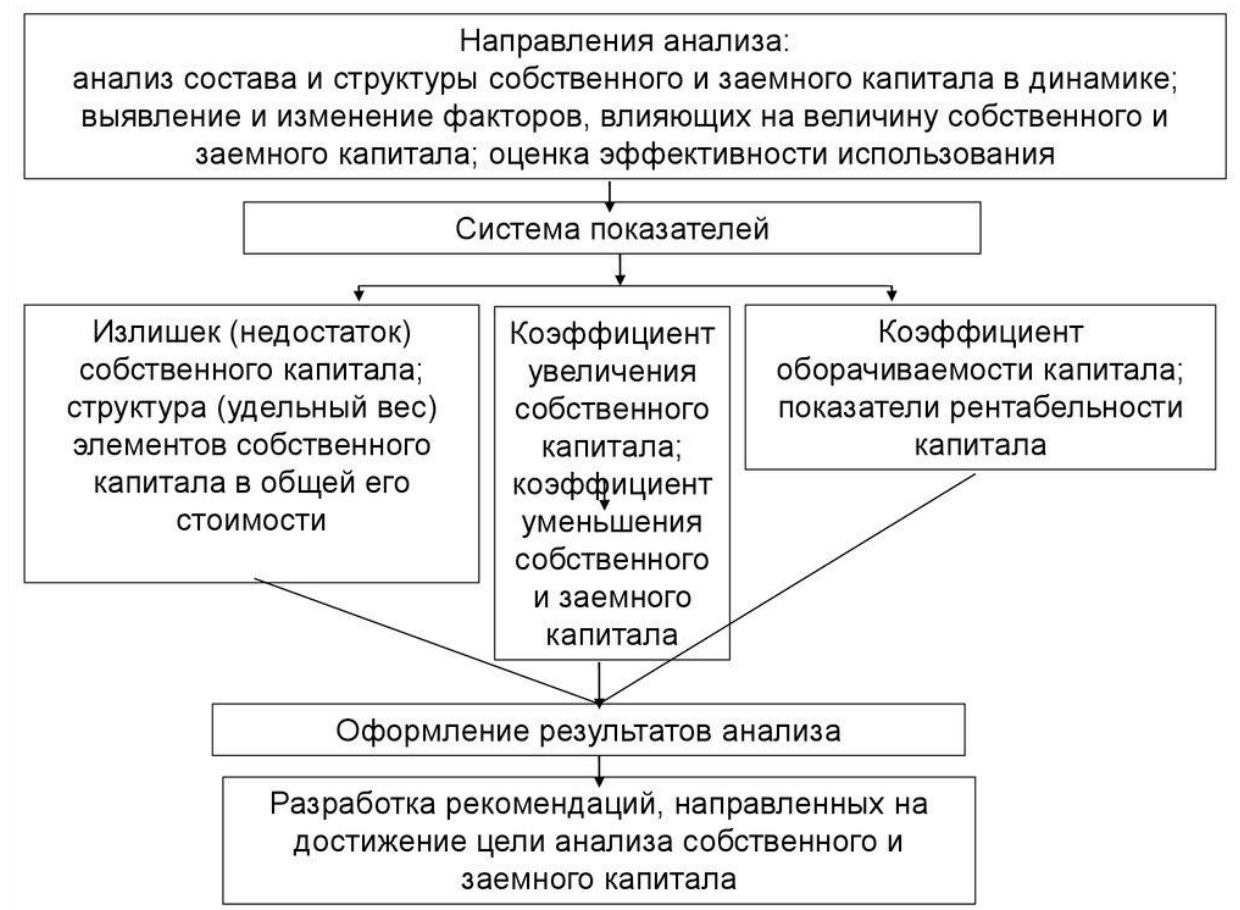 Направления анализа:
анализ состава и структуры собственного и заемного капитала в динамике;
выявление и изменение факторов, влияющих на величину собственного и
заемного капитала; оценка эффективности использования
Система показателей
Излишек (недостаток)
собственного капитала;
структура (удельный вес)
элементов собственного
капитала в общей его
стоимости
Коэффициент
увеличения
собственного
капитала;
коэффициент
уменьшения
собственного
и заемного
капитала
Коэффициент
оборачиваемости капитала;
показатели рентабельности
капитала
Оформление результатов анализа
Разработка рекомендаций, направленных на
достижение цели анализа собственного и
заемного капитала